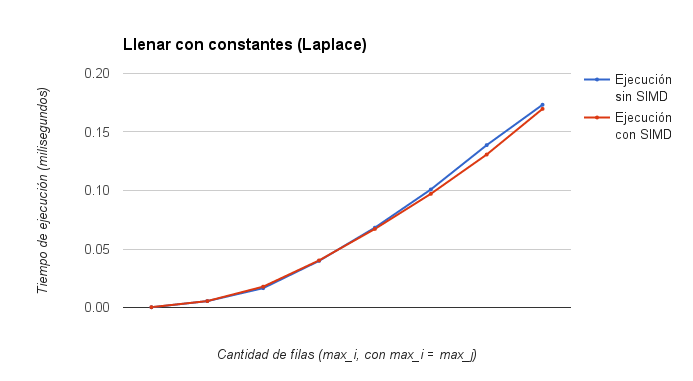 Llenar con constantes (Laplace)
0.20
0.15
0.10
0.05
0.00
Tiempo de ejecución (milisegundos)
Cantidad de filas (max_i, con max_i = max_j)
Ejecución
sin SIMD
Ejecución
con SIMD